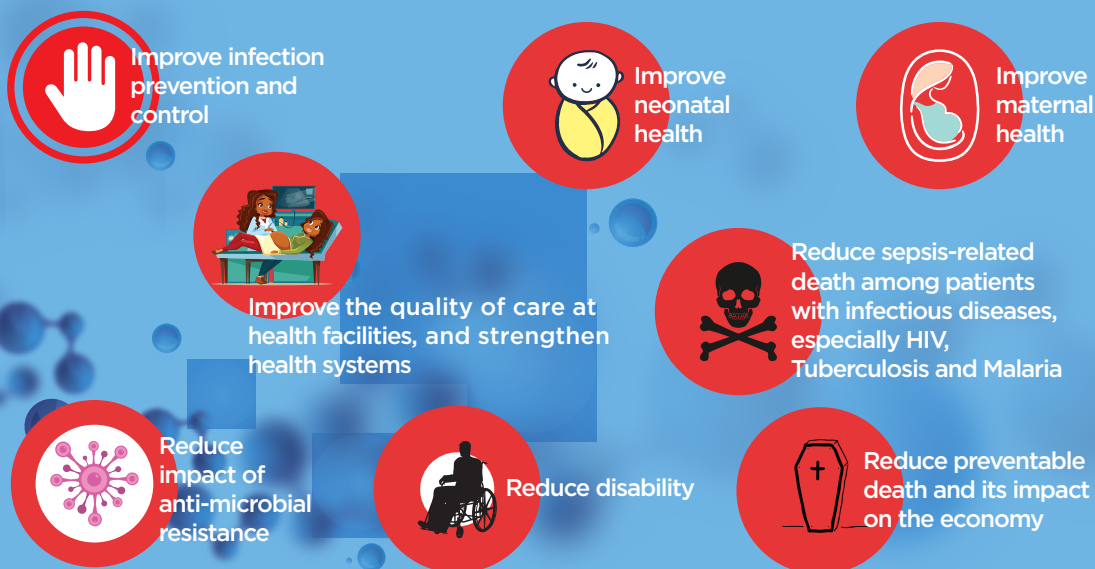 Improve infection
prevention and
control
Improve
neonatal
health
Improve
maternal
health
Improve the quality of care at
health facilities, and strengthen
health systems
Reduce sepsis-related
death among patients
with infectious diseases,
especially HIV,
Tuberculosis and Malaria
Reduce
impact of
anti-microbial
resistance
Reduce disability
Reduce preventable
death and its impact
on the economy